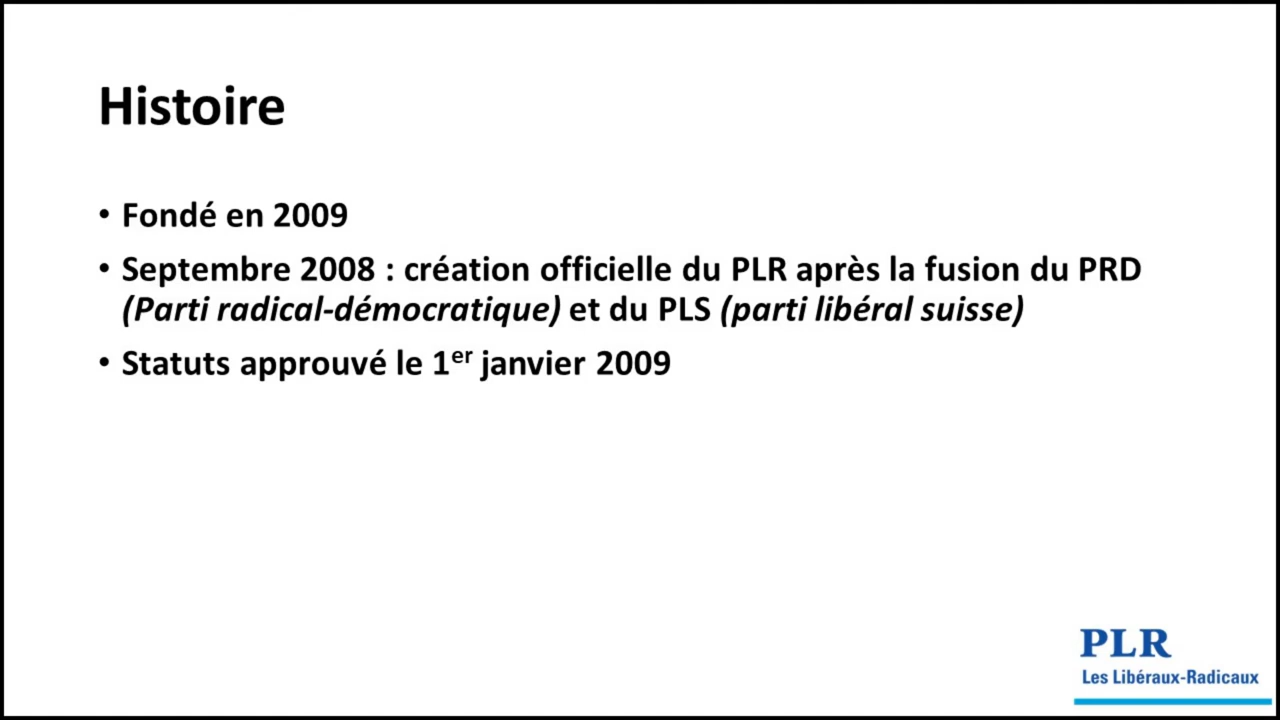 Histoire
• Fondé en 2009
• Septembre 2008 : création officielle du PLR après la fusion du PRD
(Parti radical-démocratique) et du PLS (parti libéral suisse)
• Statuts approuvé le 1er janvier 2009
PLR
Les Libéraux-Radicaux